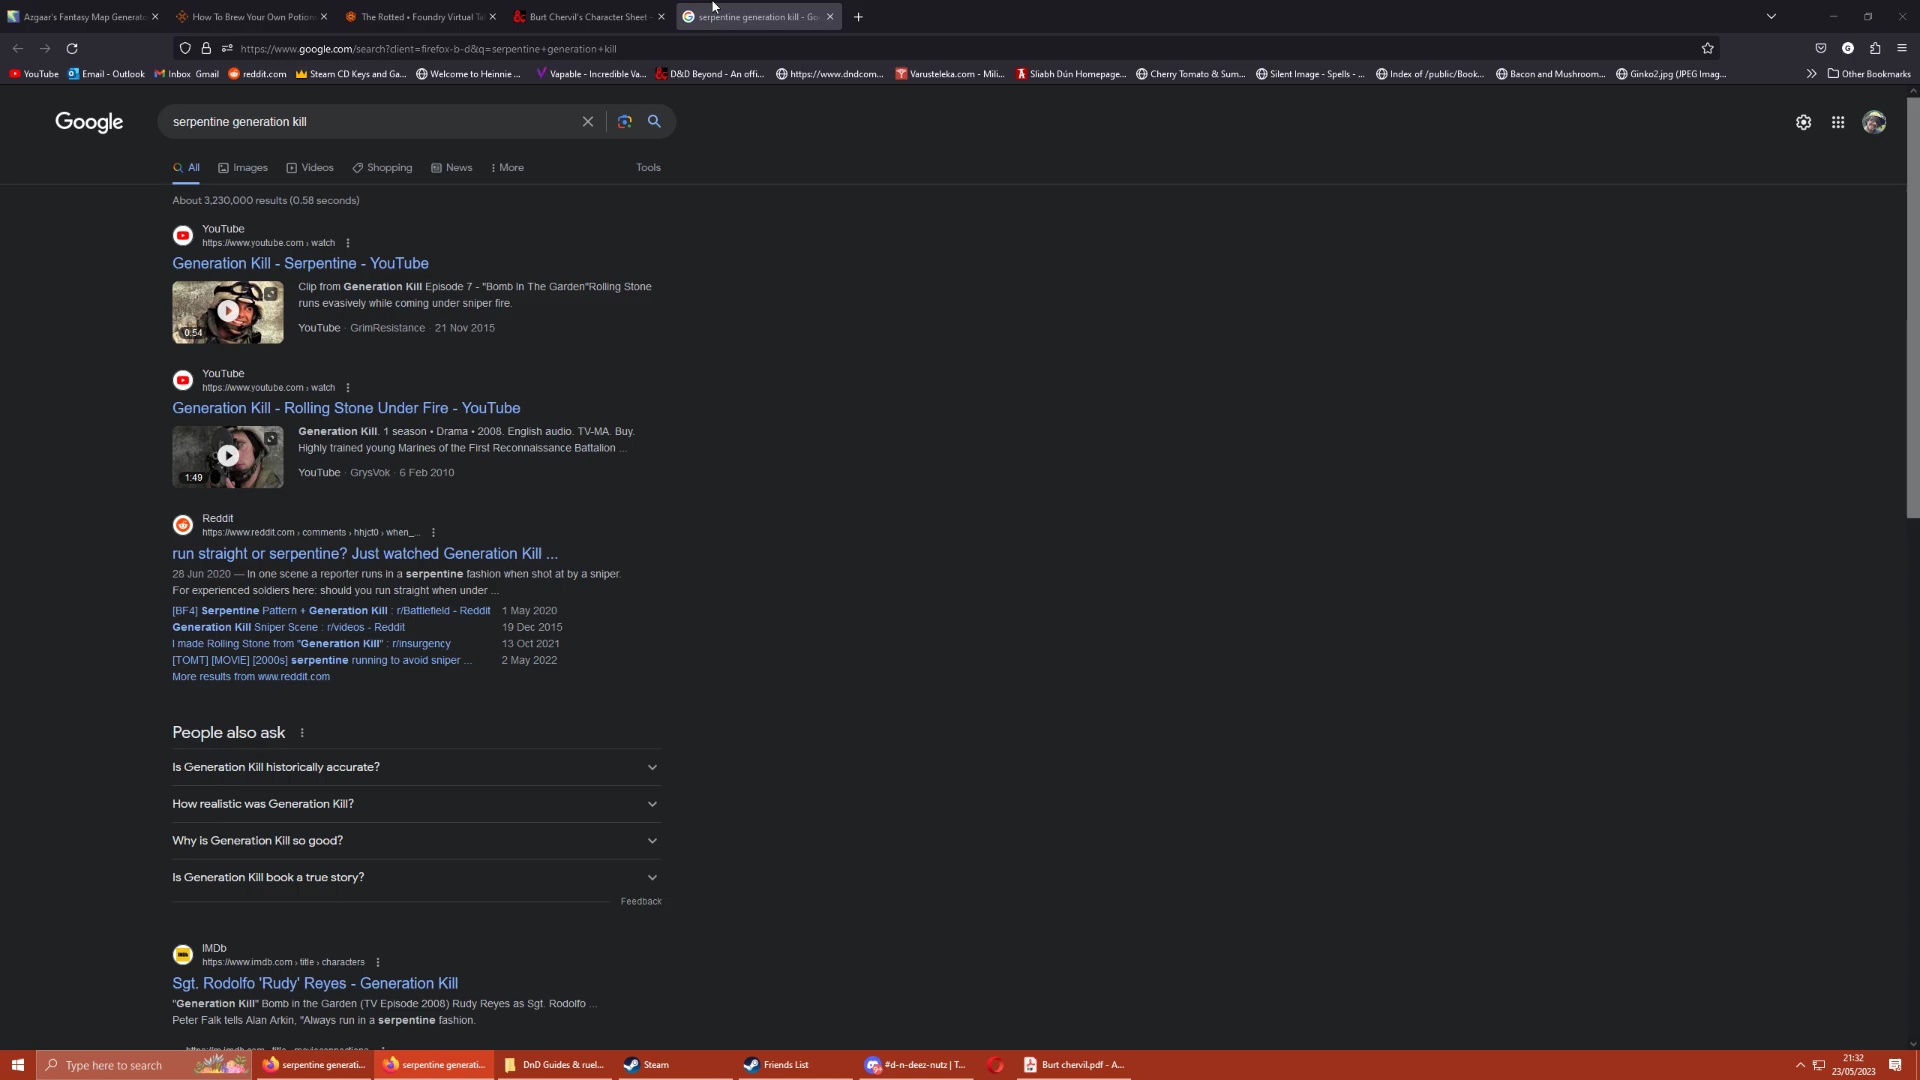 Azgaar's Fantasy Map Generato
How To Brew Your Own Potion
The Rotted • Foundry Virtual Ta
Burt Chervil's Character Sheet -
serpentine generation kill - Go
https://www.google.com/search?client=firefox-b-d&q=serpentine+generation+kill
YouTube
Email - Outlook
Inbox Gmail
reddit.com
Steam CD Keys and Ga...
Welcome to Heinnie ...
Vapable - Incredible Va...
D&D Beyond - An offi...
https://www.dndcom...
Varusteleka.com - Mili...
Sliabh Dún Homepage...
Cherry Tomato & Sum...
Silent Image - Spells - ...
Index of /public/Book...
Bacon and Mushroom...
Ginko2.jpg (JPEG Imag...
Other Bookmarks
Google
serpentine generation kill
All
Images
Videos
Shopping
News
More
Tools
About 3,230,000 results (0.58 seconds)
YouTube
https://www.youtube.com › watch
Generation Kill - Serpentine - YouTube
0:54
Clip from Generation Kill Episode 7 - "Bomb In The Garden"Rolling Stone
runs evasively while coming under sniper fire.
YouTube · GrimResistance · 21 Nov 2015
YouTube
https://www.youtube.com › watch
Generation Kill - Rolling Stone Under Fire - YouTube
1:49
Generation Kill. 1 season • Drama • 2008. English audio. TV-MA. Buy.
Highly trained young Marines of the First Reconnaissance Battalion ...
YouTube · GrysVok · 6 Feb 2010
Reddit
https://www.reddit.com › comments › hhjct0 › when_...
run straight or serpentine? Just watched Generation Kill ...
28 Jun 2020 — In one scene a reporter runs in a serpentine fashion when shot at by a sniper.
For experienced soldiers here: should you run straight when under ...
[BF4] Serpentine Pattern + Generation Kill : r/Battlefield - Reddit 1 May 2020
Generation Kill Sniper Scene : r/videos - Reddit 19 Dec 2015
I made Rolling Stone from "Generation Kill" : r/insurgency 13 Oct 2021
[TOMT] [MOVIE] [2000s] serpentine running to avoid sniper ... 2 May 2022
More results from www.reddit.com
People also ask
Is Generation Kill historically accurate?
How realistic was Generation Kill?
Why is Generation Kill so good?
Is Generation Kill book a true story?
Feedback
IMDb
https://www.imdb.com › title › characters
Sgt. Rodolfo 'Rudy' Reyes - Generation Kill
"Generation Kill" Bomb in the Garden (TV Episode 2008) Rudy Reyes as Sgt. Rodolfo ...
Peter Falk tells Alan Arkin, "Always run in a serpentine fashion.
Type here to search
serpentine generati...
serpentine generati...
DnD Guides & ruel...
Steam
Friends List
#d-n-deez-nutz | T...
Burt chervil.pdf - A...
21:32
23/05/2023